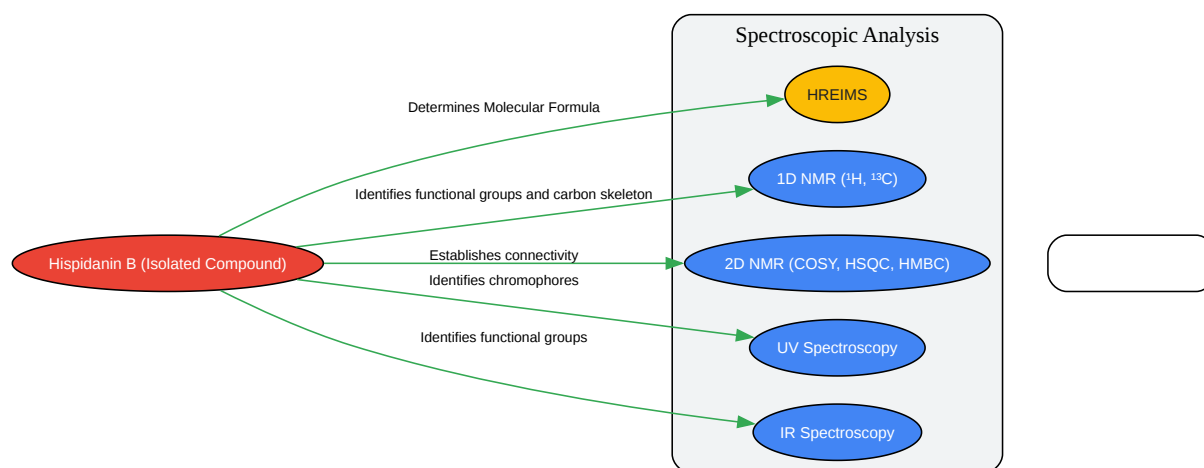 Spectroscopic Analysis
HREIMS
Determines Molecular Formula
1D NMR (¹H, ¹³C)
Identifies functional groups and carbon skeleton
Hispidanin B (Isolated Compound)
Establishes connectivity
2D NMR (COSY, HSQC, HMBC)
Identifies chromophores
UV Spectroscopy
Identifies functional groups
IR Spectroscopy